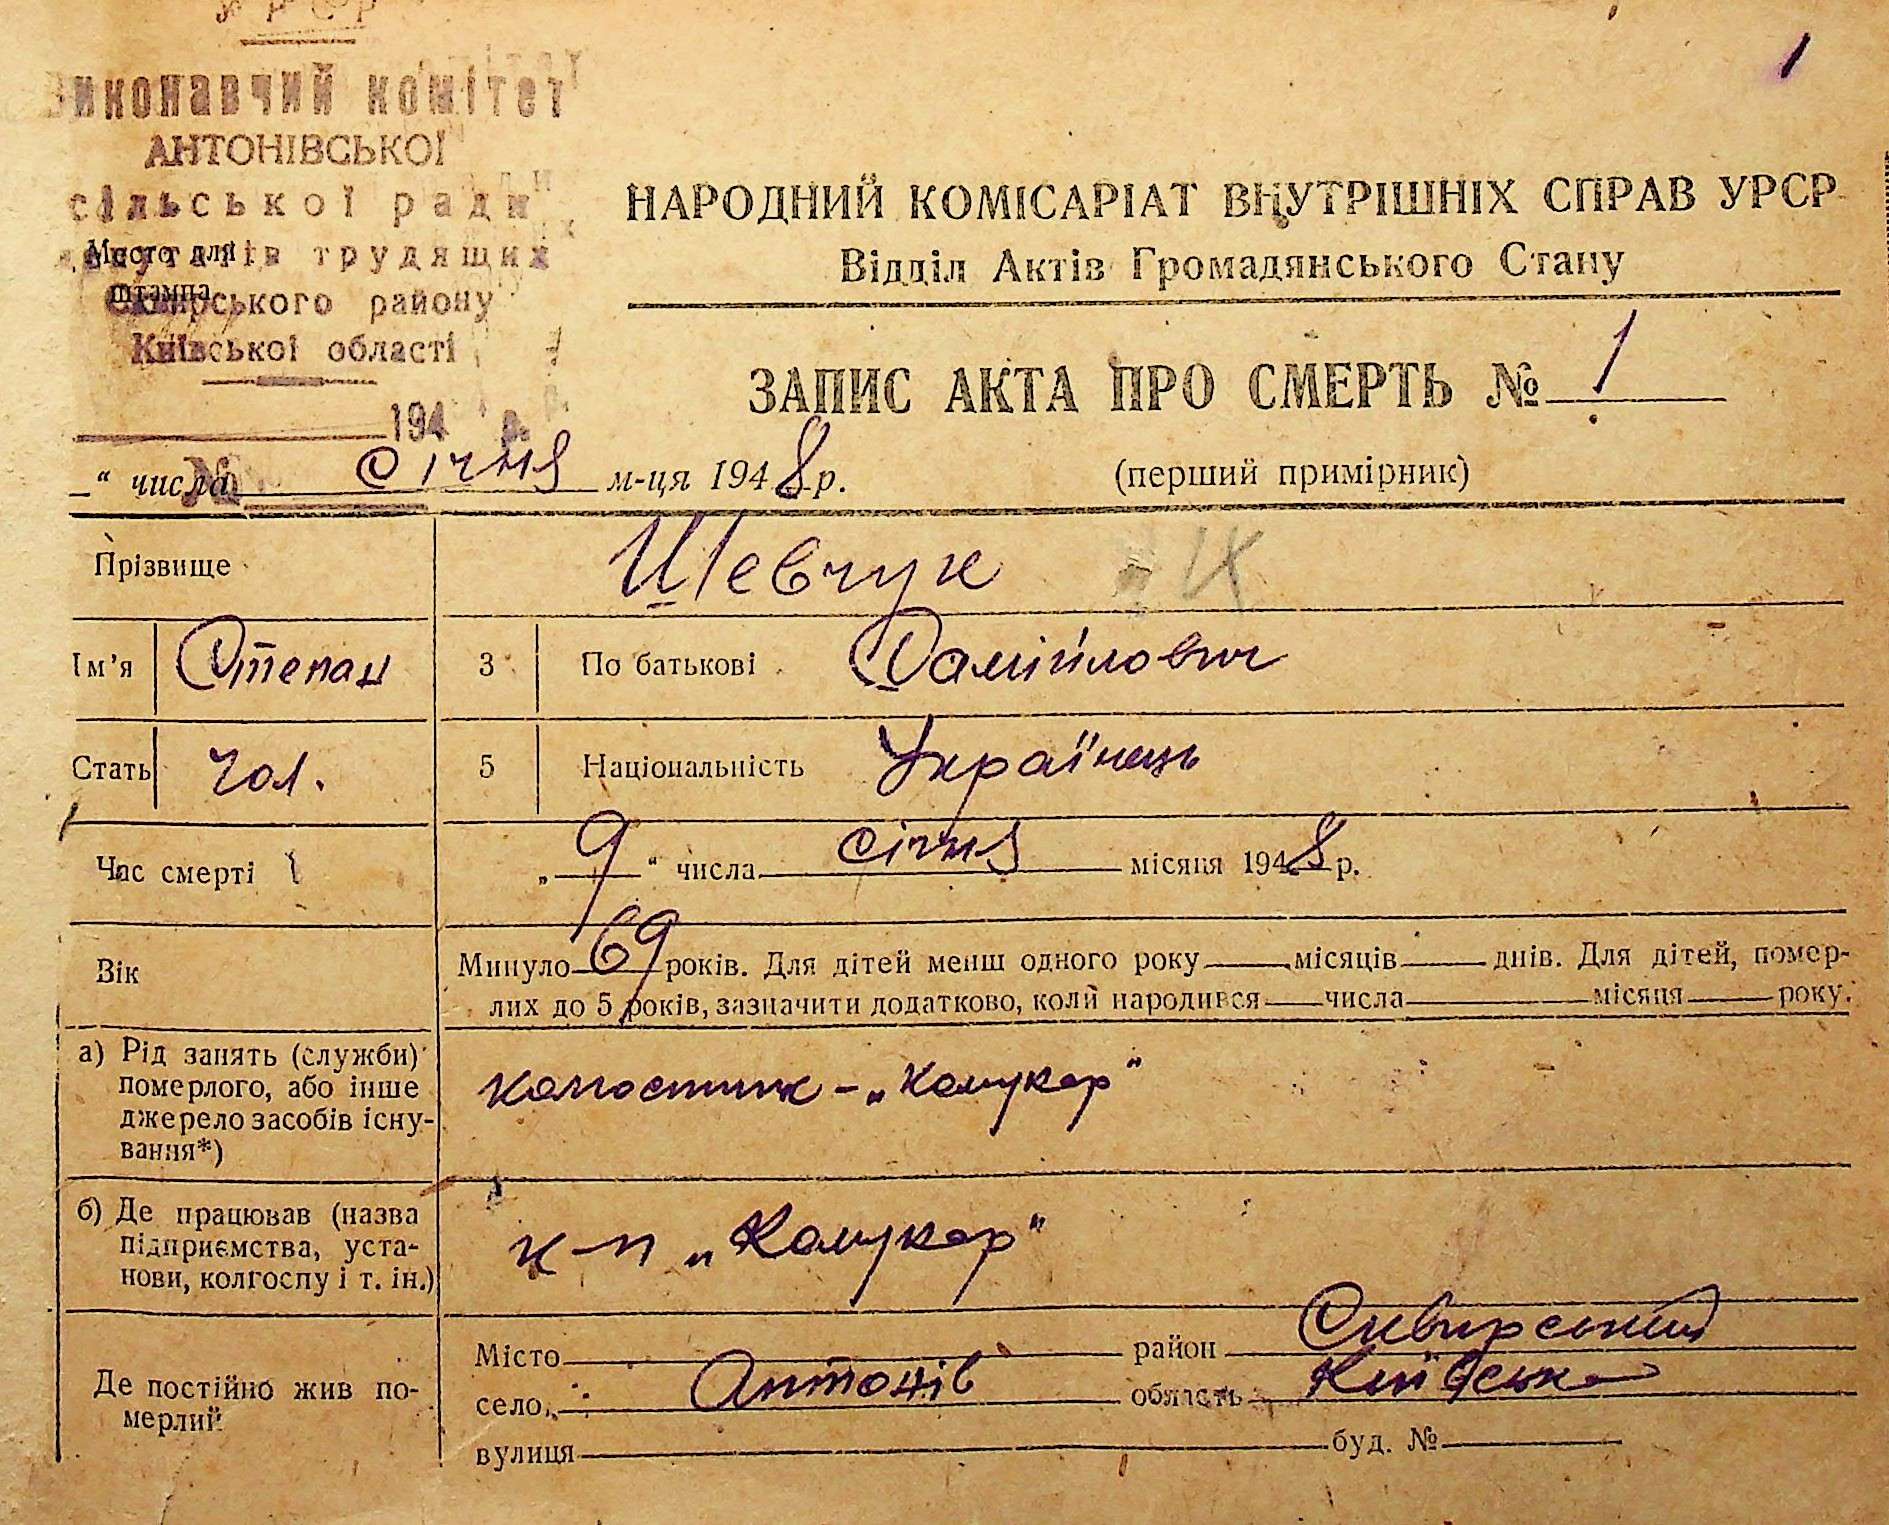 1
Виконавчий комітет
АНТОНІВСЬКОЇ
сільської ради
депутатів трудящих
Місто для
штампа
Сквирського району
Київської області
194 р.
№
НАРОДНИЙ КОМІСАРІАТ ВНУТРІШНІХ СПРАВ УРСР
Відділ Актів Громадянського Стану
ЗАПИС АКТА ПРО СМЕРТЬ № 1
(перший примірник)
“ числа січня м-ця 1948 р.
Прізвище Шевчук ІХ
Ім’я Степан 3 По батькові Самійлович
Стать чол. 5 Національність Українець
Час смерті „9“ числа січня місяця 1948 р.
Вік Минуло 69 років. Для дітей менш одного року місяців днів. Для дітей, помер-
лих до 5 років, зазначити додатково, коли народився числа місяця року.
а) Рід занять (служби)
померлого, або інше
джерело засобів існу-
вання*)
колгоспник - „Комукор"
б) Де працював (назва
підприємства, уста-
нови, колгоспу і т. ін.)
к-п „Комукор"
Де постійно жив по-
мерлий
Місто район Сквирський
село Антонів область Київська
вулиця буд. №